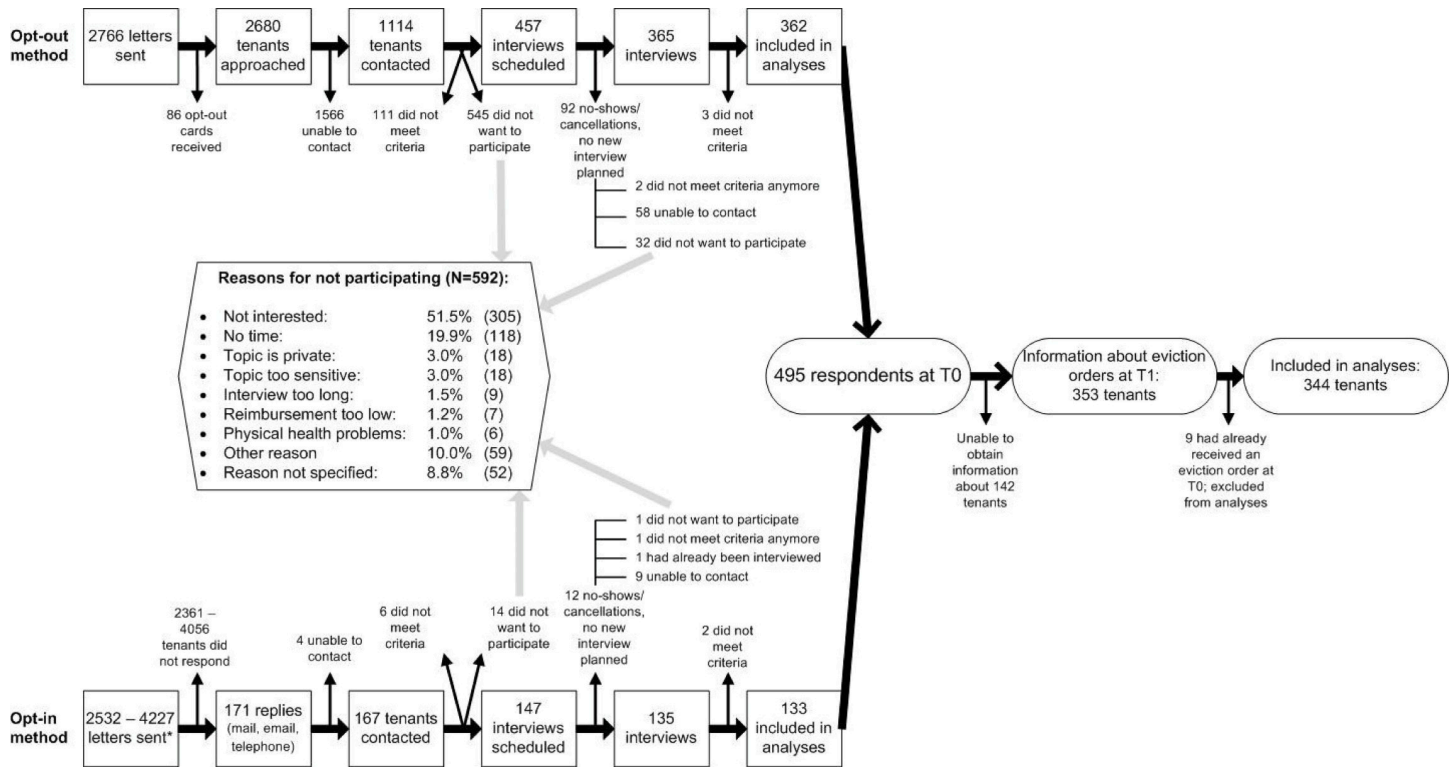 Opt-out
method
2766 letters
sent
2680
tenants
approached
1114
tenants
contacted
457
interviews
scheduled
365
interviews
362
included in
analyses
86 opt-out
cards
received
1566
unable to
contact
111 did not
meet
criteria
545 did not
want to
participate
92 no-shows/
cancellations,
no new
interview
planned
3 did not
meet
criteria
2 did not meet criteria anymore
58 unable to contact
32 did not want to participate
Reasons for not participating (N=592):
• Not interested: 51.5% (305)
• No time: 19.9% (118)
• Topic is private: 3.0% (18)
• Topic too sensitive: 3.0% (18)
• Interview too long: 1.5% (9)
• Reimbursement too low: 1.2% (7)
• Physical health problems: 1.0% (6)
• Other reason 10.0% (59)
• Reason not specified: 8.8% (52)
495 respondents at T0
Information about eviction
orders at T1:
353 tenants
Included in analyses:
344 tenants
Unable to
obtain
information
about 142
tenants
9 had already
received an
eviction order at
T0; excluded
from analyses
1 did not want to participate
1 did not meet criteria anymore
1 had already been interviewed
9 unable to contact
2361 –
4056
tenants did
not respond
4 unable to
contact
6 did not
meet
criteria
14 did not
want to
participate
12 no-shows/
cancellations,
no new
interview
planned
2 did not
meet
criteria
Opt-in
method
2532 – 4227
letters sent*
171 replies
(mail, email,
telephone)
167 tenants
contacted
147
interviews
scheduled
135
interviews
133
included in
analyses